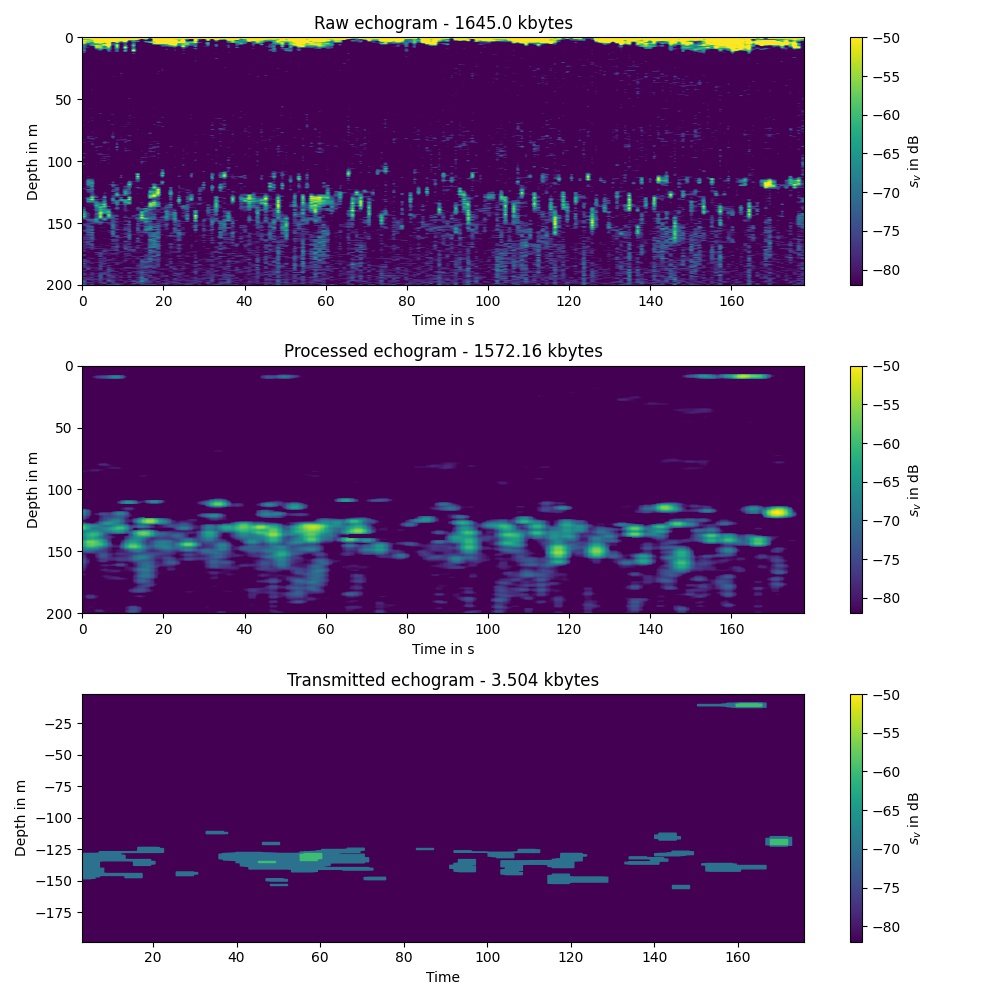 Raw echogram - 1645.0 kbytes
Depth in m
0
50
100
150
200
0 20 40 60 80 100 120 140 160
Time in s
−50
−55
−60
−65
−70
−75
−80
sᵥ in dB
Processed echogram - 1572.16 kbytes
Depth in m
0
50
100
150
200
0 20 40 60 80 100 120 140 160
Time in s
−50
−55
−60
−65
−70
−75
−80
sᵥ in dB
Transmitted echogram - 3.504 kbytes
Depth in m
−25
−50
−75
−100
−125
−150
−175
20 40 60 80 100 120 140 160
Time
−50
−55
−60
−65
−70
−75
−80
sᵥ in dB